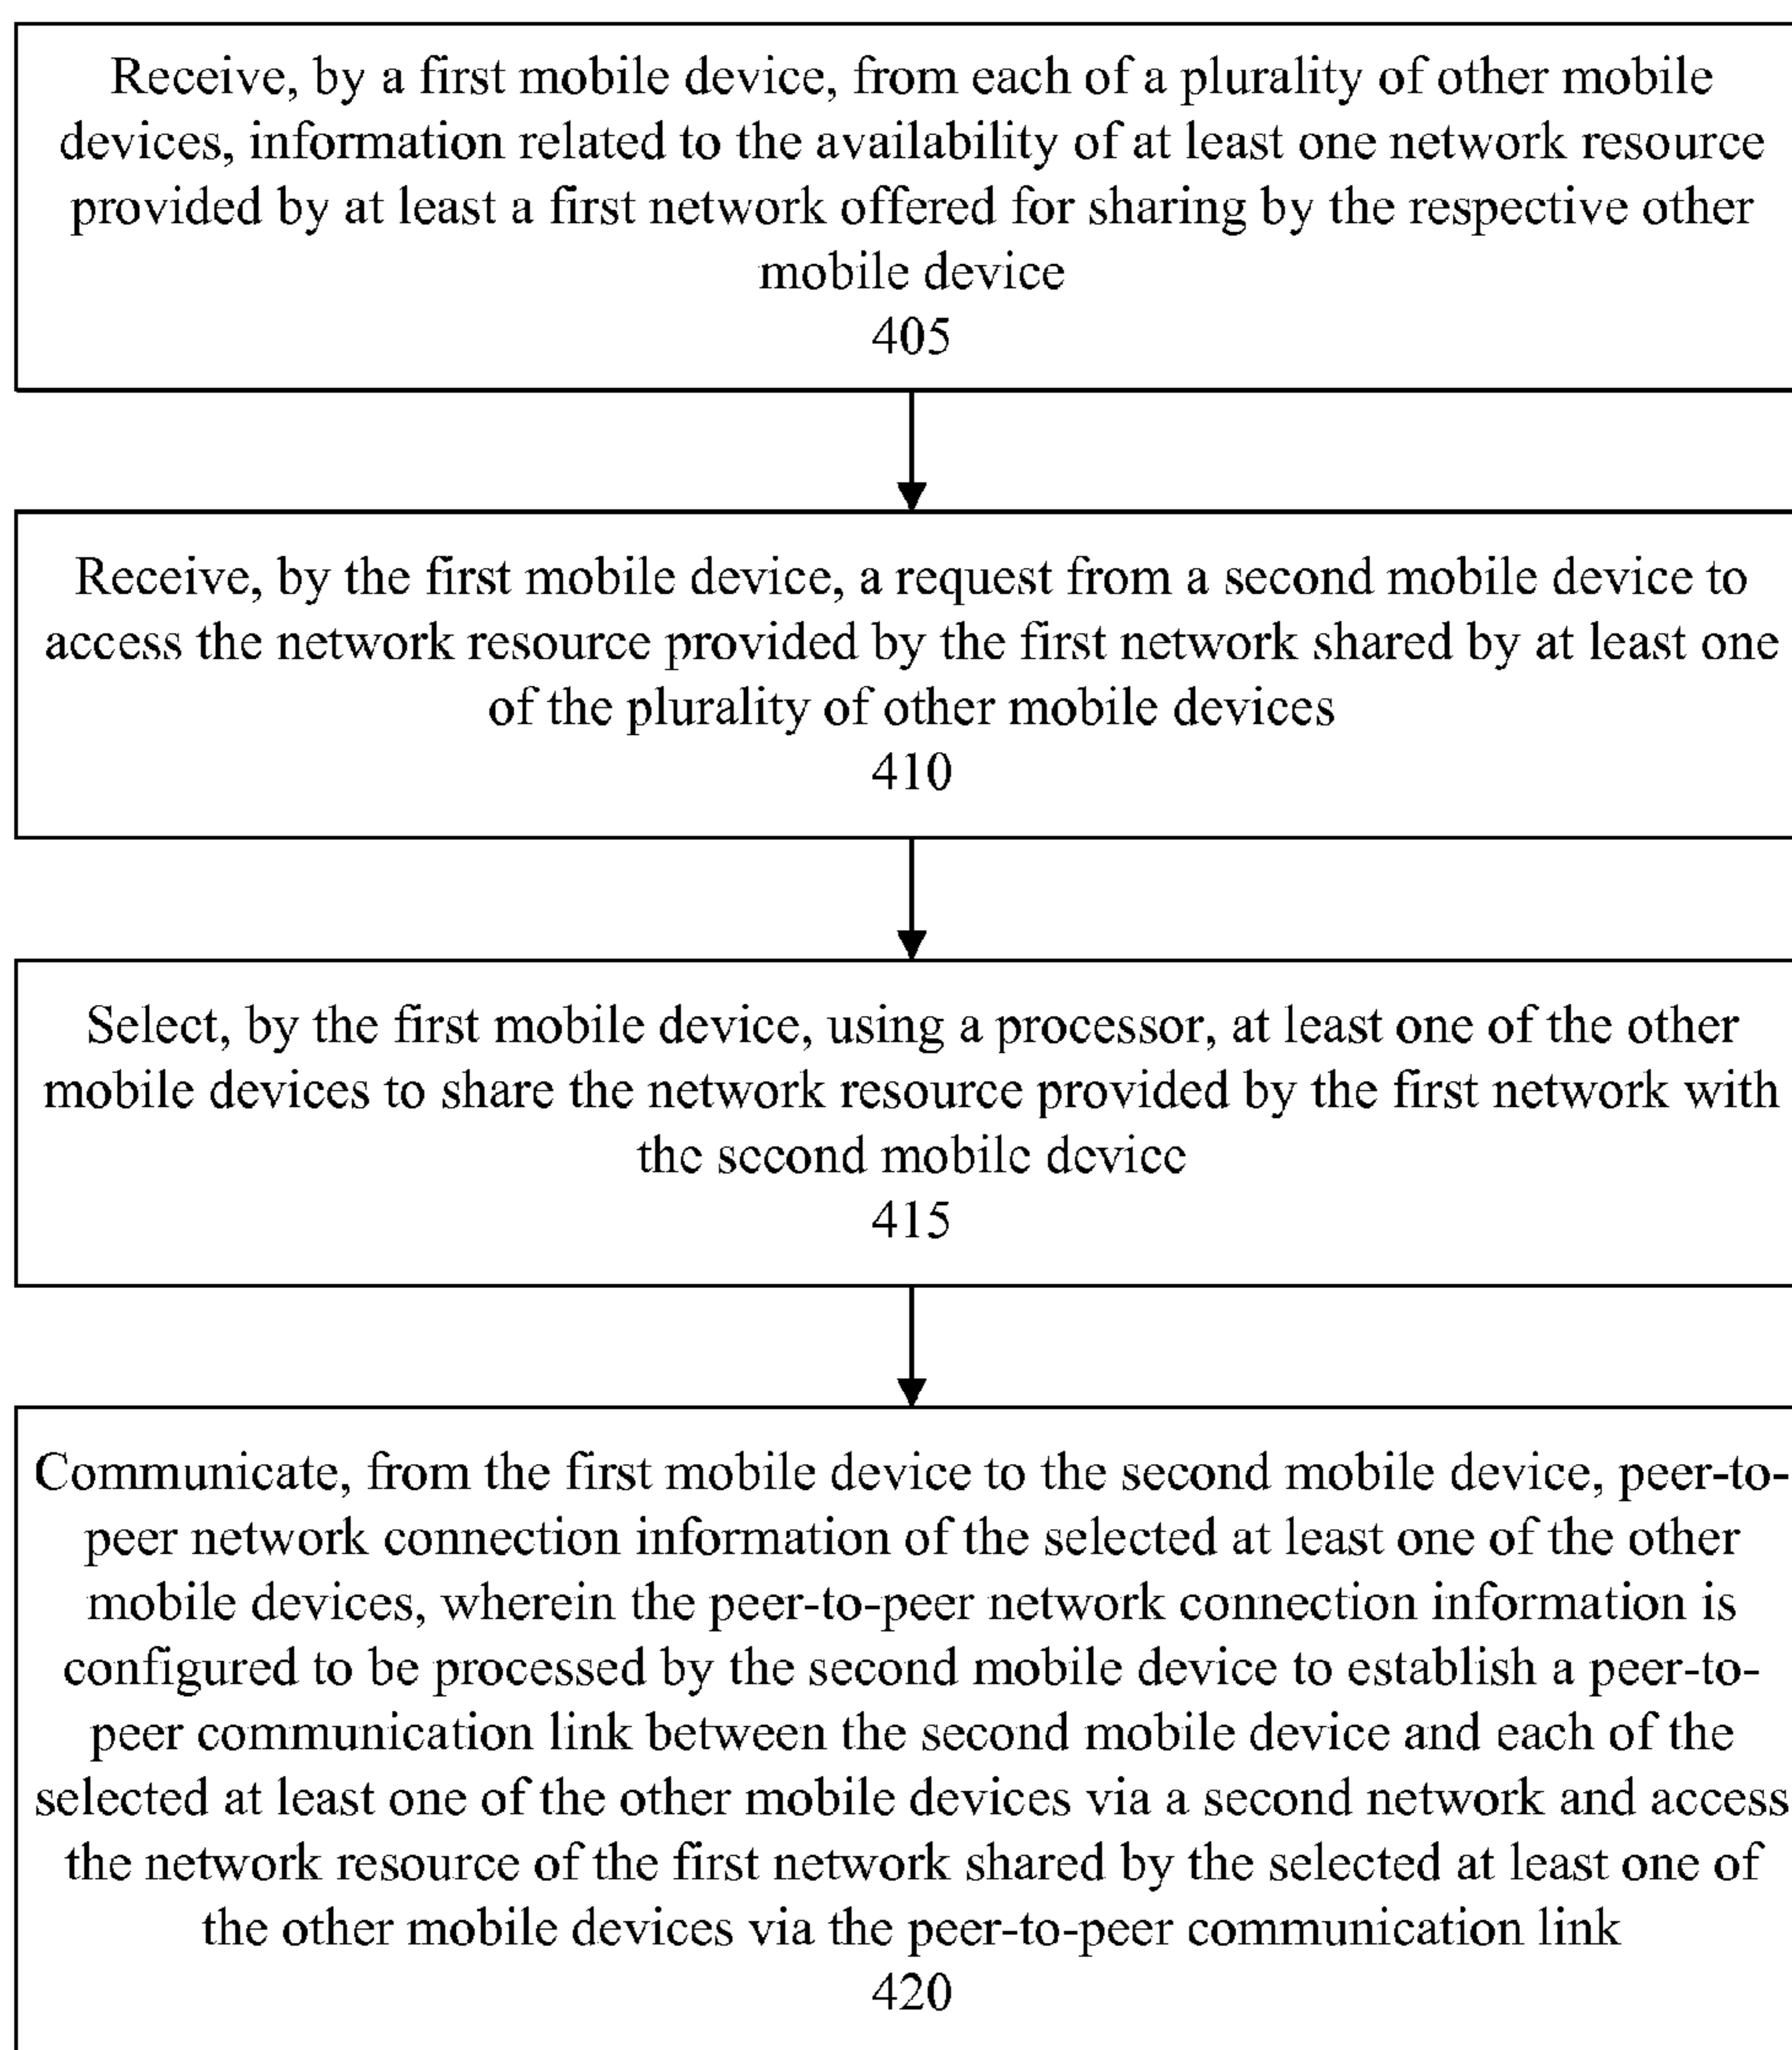 Receive, by a first mobile device, from each of a plurality of other mobile
devices, information related to the availability of at least one network resource
provided by at least a first network offered for sharing by the respective other
mobile device
405
Receive, by the first mobile device, a request from a second mobile device to
access the network resource provided by the first network shared by at least one
of the plurality of other mobile devices
410
Select, by the first mobile device, using a processor, at least one of the other
mobile devices to share the network resource provided by the first network with
the second mobile device
415
Communicate, from the first mobile device to the second mobile device, peer-to-
peer network connection information of the selected at least one of the other
mobile devices, wherein the peer-to-peer network connection information is
configured to be processed by the second mobile device to establish a peer-to-
peer communication link between the second mobile device and each of the
selected at least one of the other mobile devices via a second network and access
the network resource of the first network shared by the selected at least one of
the other mobile devices via the peer-to-peer communication link
420